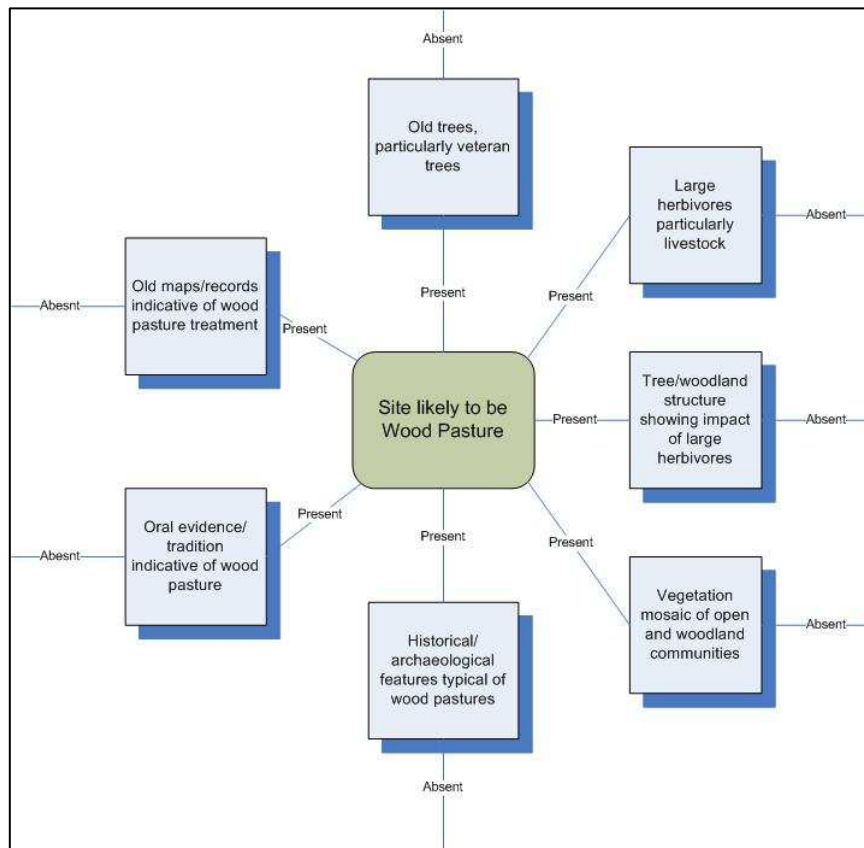 Absent
Old trees,
particularly veteran
trees
Present
Large
herbivores
particularly
livestock
Absent
Present
Old maps/records
indicative of wood
pasture treatment
Abesnt
Present
Site likely to be
Wood Pasture
Present
Tree/woodland
structure
showing impact
of large
herbivores
Absent
Oral evidence/
tradition
indicative of wood
pasture
Abesnt
Present
Present
Historical/
archaeological
features typical of
wood pastures
Absent
Present
Vegetation
mosaic of open
and woodland
communities
Absent